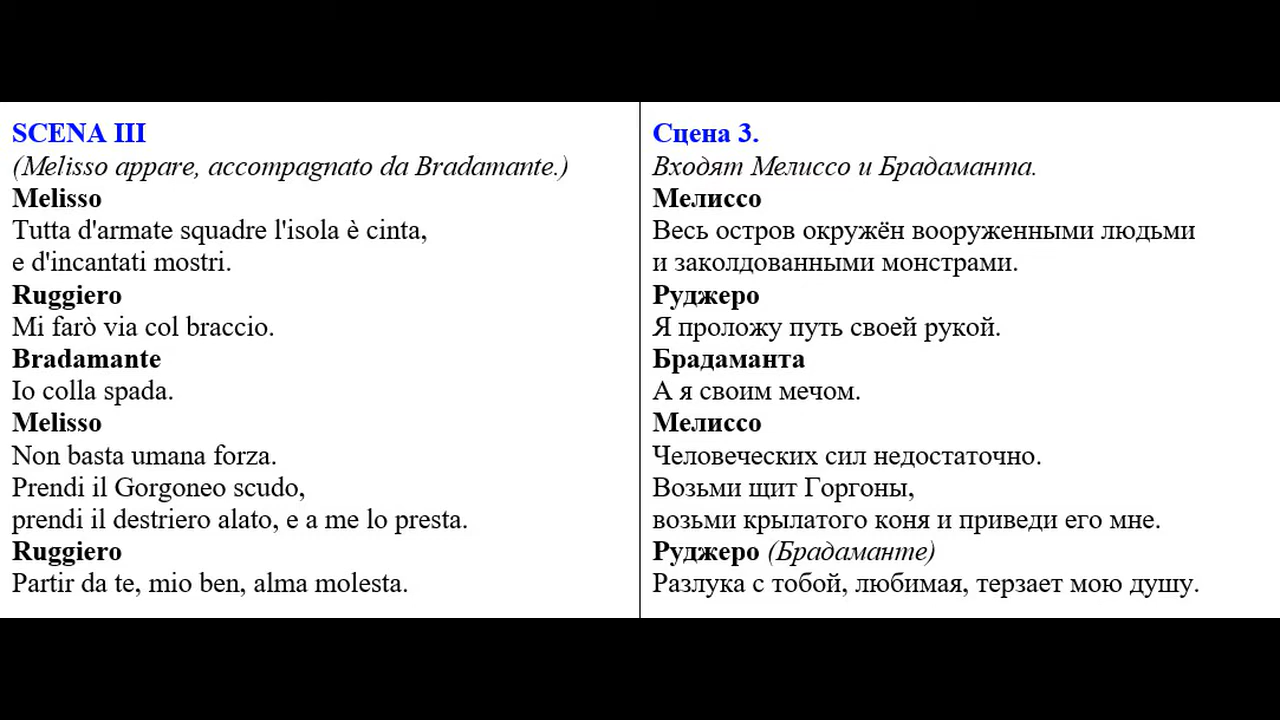 SCENA III
(Melisso appare, accompagnato da Bradamante.)
Melisso
Tutta d'armate squadre l'isola è cinta,
e d'incantati mostri.
Ruggiero
Mi farò via col braccio.
Bradamante
Io colla spada.
Melisso
Non basta umana forza.
Prendi il Gorgoneo scudo,
prendi il destriero alato, e a me lo presta.
Ruggiero
Partir da te, mio ben, alma molesta.
Сцена 3.
Входят Мелиссо и Брадаманта.
Мелиссо
Весь остров окружён вооруженными людьми
и заколдованными монстрами.
Руджеро
Я проложу путь своей рукой.
Брадаманта
А я своим мечом.
Мелиссо
Человеческих сил недостаточно.
Возьми щит Горгоны,
возьми крылатого коня и приведи его мне.
Руджеро (Брадаманте)
Разлука с тобой, любимая, терзает мою душу.